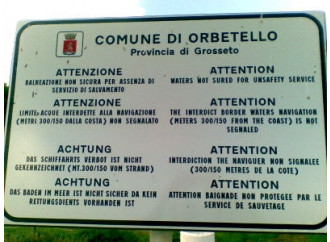 COMUNE DI ORBETELLO
Provincia di Grosseto
ATTENZIONE
BALNEAZIONE NON SICURA PER ASSENZA DI
SERVIZIO DI SALVAMENTO
ATTENTION
WATERS NOT SURED FOR UNSAFETY SERVICE
ATTENZIONE
LIMITE ACQUE INTERDETTE ALLA NAVIGAZIONE
(METRI 300/150 DALLA COSTA) NON SEGNALATO
ATTENTION
THE INTERDICT BORDER WATERS NAVIGATION
(METERS 300/150 FROM THE COAST) IS NOT
SIGNALED
ACHTUNG
DAS SCHIFFAHRTS VERBOT IST NICHT
GEKENNZEICHNET (MT.300/150 VOM STRAND)
ATTENTION
INTERDICTION THE NAVIGUER NON SIGNALEE
(300/150 METRES DE LA COTE)
ACHTUNG
DAS BADEN IM MEER IST NICHT SICHER DA KEIN
RETTUNGSDIENTS VORHANDEN IST
ATTENTION
ATTENTION BAIGNADE NON PROTEGEE PAR LE
SERVICE DE SAUVETAGE